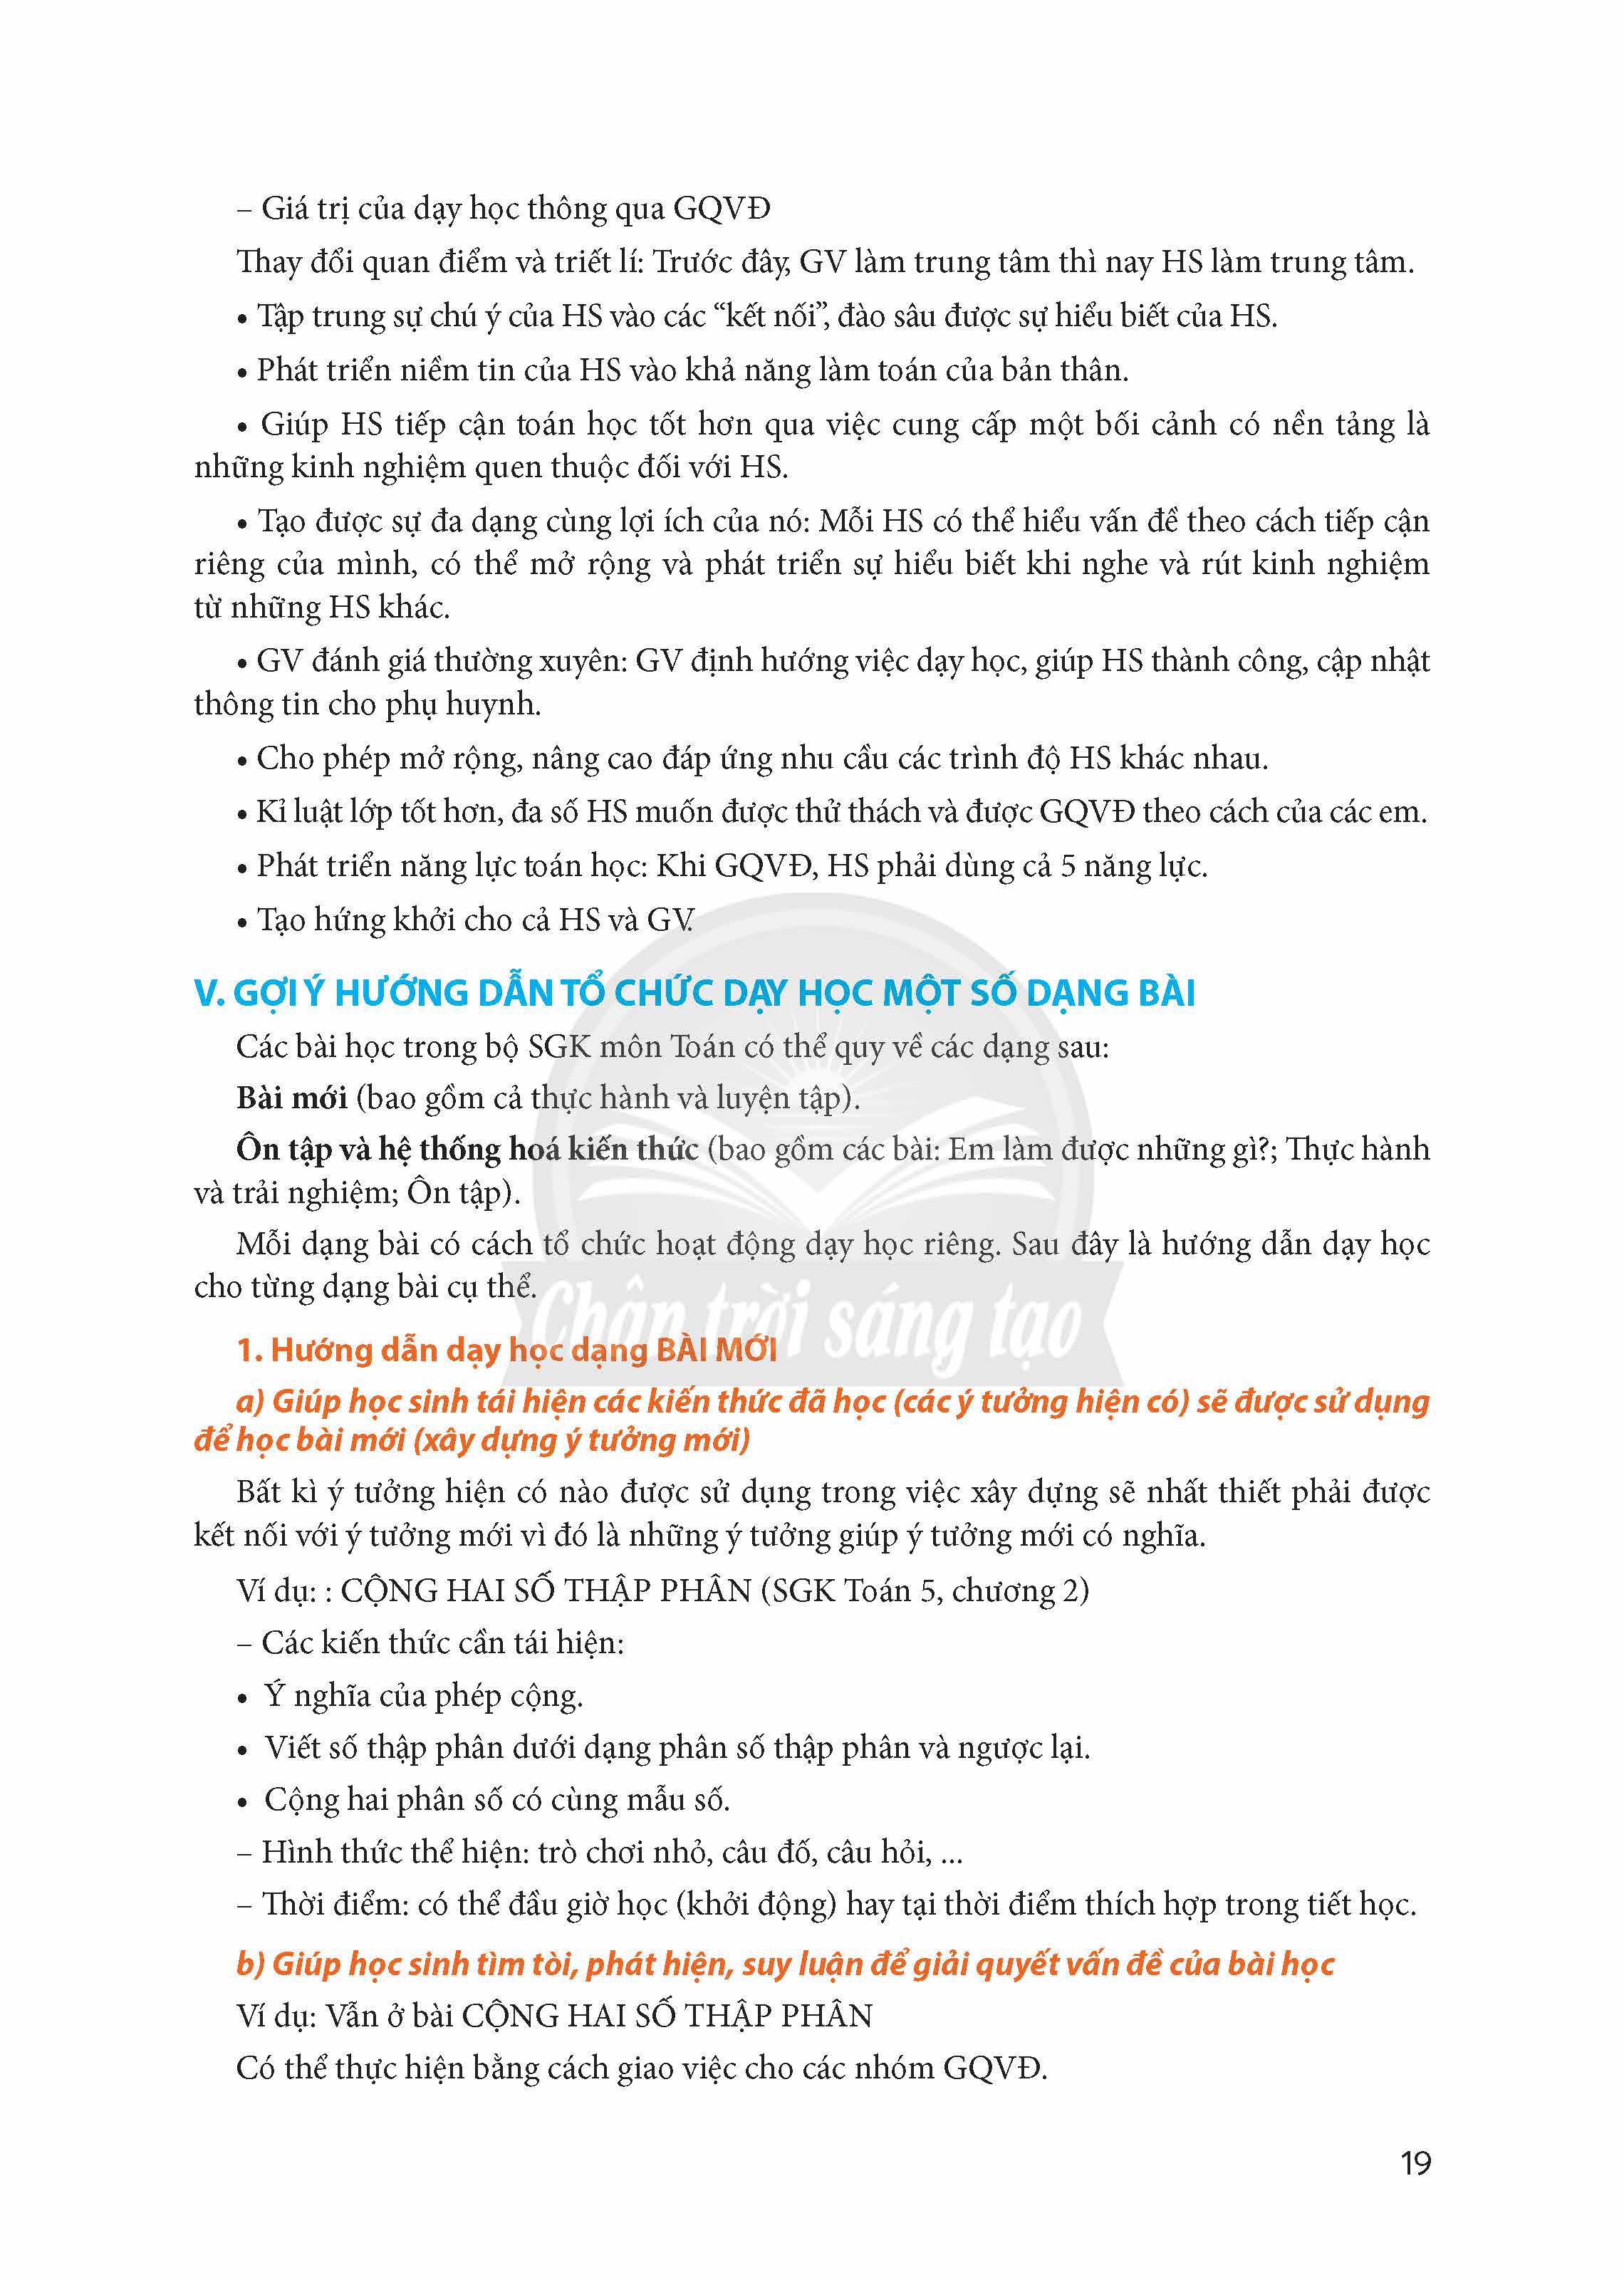 – Giá trị của dạy học thông qua GQVĐ
Thay đổi quan điểm và triết lí: Trước đây, GV làm trung tâm thì nay HS làm trung tâm.
• Tập trung sự chú ý của HS vào các “kết nối”, đào sâu được sự hiểu biết của HS.
• Phát triển niềm tin của HS vào khả năng làm toán của bản thân.
• Giúp HS tiếp cận toán học tốt hơn qua việc cung cấp một bối cảnh có nền tảng là
những kinh nghiệm quen thuộc đối với HS.
• Tạo được sự đa dạng cùng lợi ích của nó: Mỗi HS có thể hiểu vấn đề theo cách tiếp cận
riêng của mình, có thể mở rộng và phát triển sự hiểu biết khi nghe và rút kinh nghiệm
từ những HS khác.
• GV đánh giá thường xuyên: GV định hướng việc dạy học, giúp HS thành công, cập nhật
thông tin cho phụ huynh.
• Cho phép mở rộng, nâng cao đáp ứng nhu cầu các trình độ HS khác nhau.
• Kỉ luật lớp tốt hơn, đa số HS muốn được thử thách và được GQVĐ theo cách của các em.
• Phát triển năng lực toán học: Khi GQVĐ, HS phải dùng cả 5 năng lực.
• Tạo hứng khởi cho cả HS và GV.
V. GỢI Ý HƯỚNG DẪN TỔ CHỨC DẠY HỌC MỘT SỐ DẠNG BÀI
Các bài học trong bộ SGK môn Toán có thể quy về các dạng sau:
Bài mới (bao gồm cả thực hành và luyện tập).
Ôn tập và hệ thống hoá kiến thức (bao gồm các bài: Em làm được những gì?; Thực hành
và trải nghiệm; Ôn tập).
Mỗi dạng bài có cách tổ chức hoạt động dạy học riêng. Sau đây là hướng dẫn dạy học
cho từng dạng bài cụ thể.
Chân trời sáng tạo
1. Hướng dẫn dạy học dạng BÀI MỚI
a) Giúp học sinh tái hiện các kiến thức đã học (các ý tưởng hiện có) sẽ được sử dụng
để học bài mới (xây dựng ý tưởng mới)
Bất kì ý tưởng hiện có nào được sử dụng trong việc xây dựng sẽ nhất thiết phải được
kết nối với ý tưởng mới vì đó là những ý tưởng giúp ý tưởng mới có nghĩa.
Ví dụ: : CỘNG HAI SỐ THẬP PHÂN (SGK Toán 5, chương 2)
– Các kiến thức cần tái hiện:
• Ý nghĩa của phép cộng.
• Viết số thập phân dưới dạng phân số thập phân và ngược lại.
• Cộng hai phân số có cùng mẫu số.
– Hình thức thể hiện: trò chơi nhỏ, câu đố, câu hỏi, ...
– Thời điểm: có thể đầu giờ học (khởi động) hay tại thời điểm thích hợp trong tiết học.
b) Giúp học sinh tìm tòi, phát hiện, suy luận để giải quyết vấn đề của bài học
Ví dụ: Vẫn ở bài CỘNG HAI SỐ THẬP PHÂN
Có thể thực hiện bằng cách giao việc cho các nhóm GQVĐ.
19